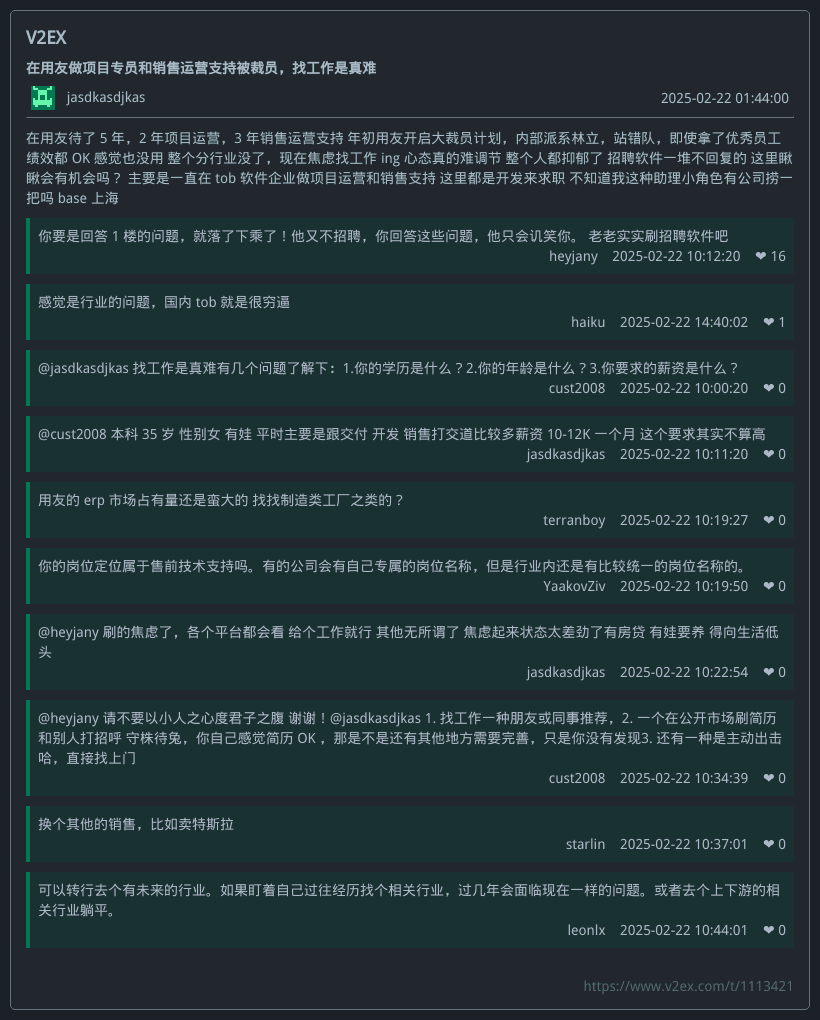 V2EX
在用友做项目专员和销售运营支持被裁员，找工作是真难
jasdkasdjkas 2025-02-22 01:44:00
在用友待了 5 年，2 年项目运营，3 年销售运营支持 年初用友开启大裁员计划，内部派系林立，站错队，即使拿了优秀员工
绩效都 OK 感觉也没用 整个分行业没了，现在焦虑找工作 ing 心态真的难调节 整个人都抑郁了 招聘软件一堆不回复的 这里瞅
瞅会有机会吗？ 主要是一直在 tob 软件企业做项目运营和销售支持 这里都是开发来求职 不知道我这种助理小角色有公司捞一
把吗 base 上海
你要是回答 1 楼的问题，就落了下乘了！他又不招聘，你回答这些问题，他只会讥笑你。 老老实实刷招聘软件吧
heyjany 2025-02-22 10:12:20 ❤ 16
感觉是行业的问题，国内 tob 就是很穷逼
haiku 2025-02-22 14:40:02 ❤ 1
@jasdkasdjkas 找工作是真难有几个问题了解下：1.你的学历是什么？2.你的年龄是什么？3.你要求的薪资是什么？
cust2008 2025-02-22 10:00:20 ❤ 0
@cust2008 本科 35 岁 性别女 有娃 平时主要是跟交付 开发 销售打交道比较多薪资 10-12K 一个月 这个要求其实不算高
jasdkasdjkas 2025-02-22 10:11:20 ❤ 0
用友的 erp 市场占有量还是蛮大的 找找制造类工厂之类的？
terranboy 2025-02-22 10:19:27 ❤ 0
你的岗位定位属于售前技术支持吗。有的公司会有自己专属的岗位名称，但是行业内还是有比较统一的岗位名称的。
YaakovZiv 2025-02-22 10:19:50 ❤ 0
@heyjany 刷的焦虑了，各个平台都会看 给个工作就行 其他无所谓了 焦虑起来状态太差劲了有房贷 有娃要养 得向生活低
头
jasdkasdjkas 2025-02-22 10:22:54 ❤ 0
@heyjany 请不要以小人之心度君子之腹 谢谢！@jasdkasdjkas 1. 找工作一种朋友或同事推荐，2. 一个在公开市场刷简历
和别人打招呼 守株待兔，你自己感觉简历 OK ，那是不是还有其他地方需要完善，只是你没有发现3. 还有一种是主动出击
哈，直接找上门
cust2008 2025-02-22 10:34:39 ❤ 0
换个其他的销售，比如卖特斯拉
starlin 2025-02-22 10:37:01 ❤ 0
可以转行去个有未来的行业。如果盯着自己过往经历找个相关行业，过几年会面临现在一样的问题。或者去个上下游的相
关行业躺平。
leonlx 2025-02-22 10:44:01 ❤ 0
https://www.v2ex.com/t/1113421